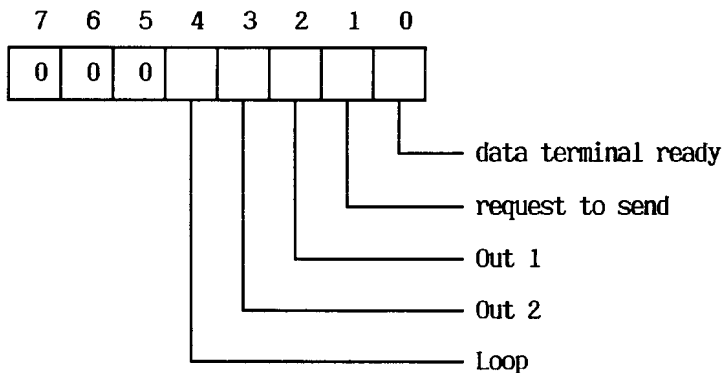 7 6 5 4 3 2 1 0
0 0 0
data terminal ready
request to send
Out 1
Out 2
Loop